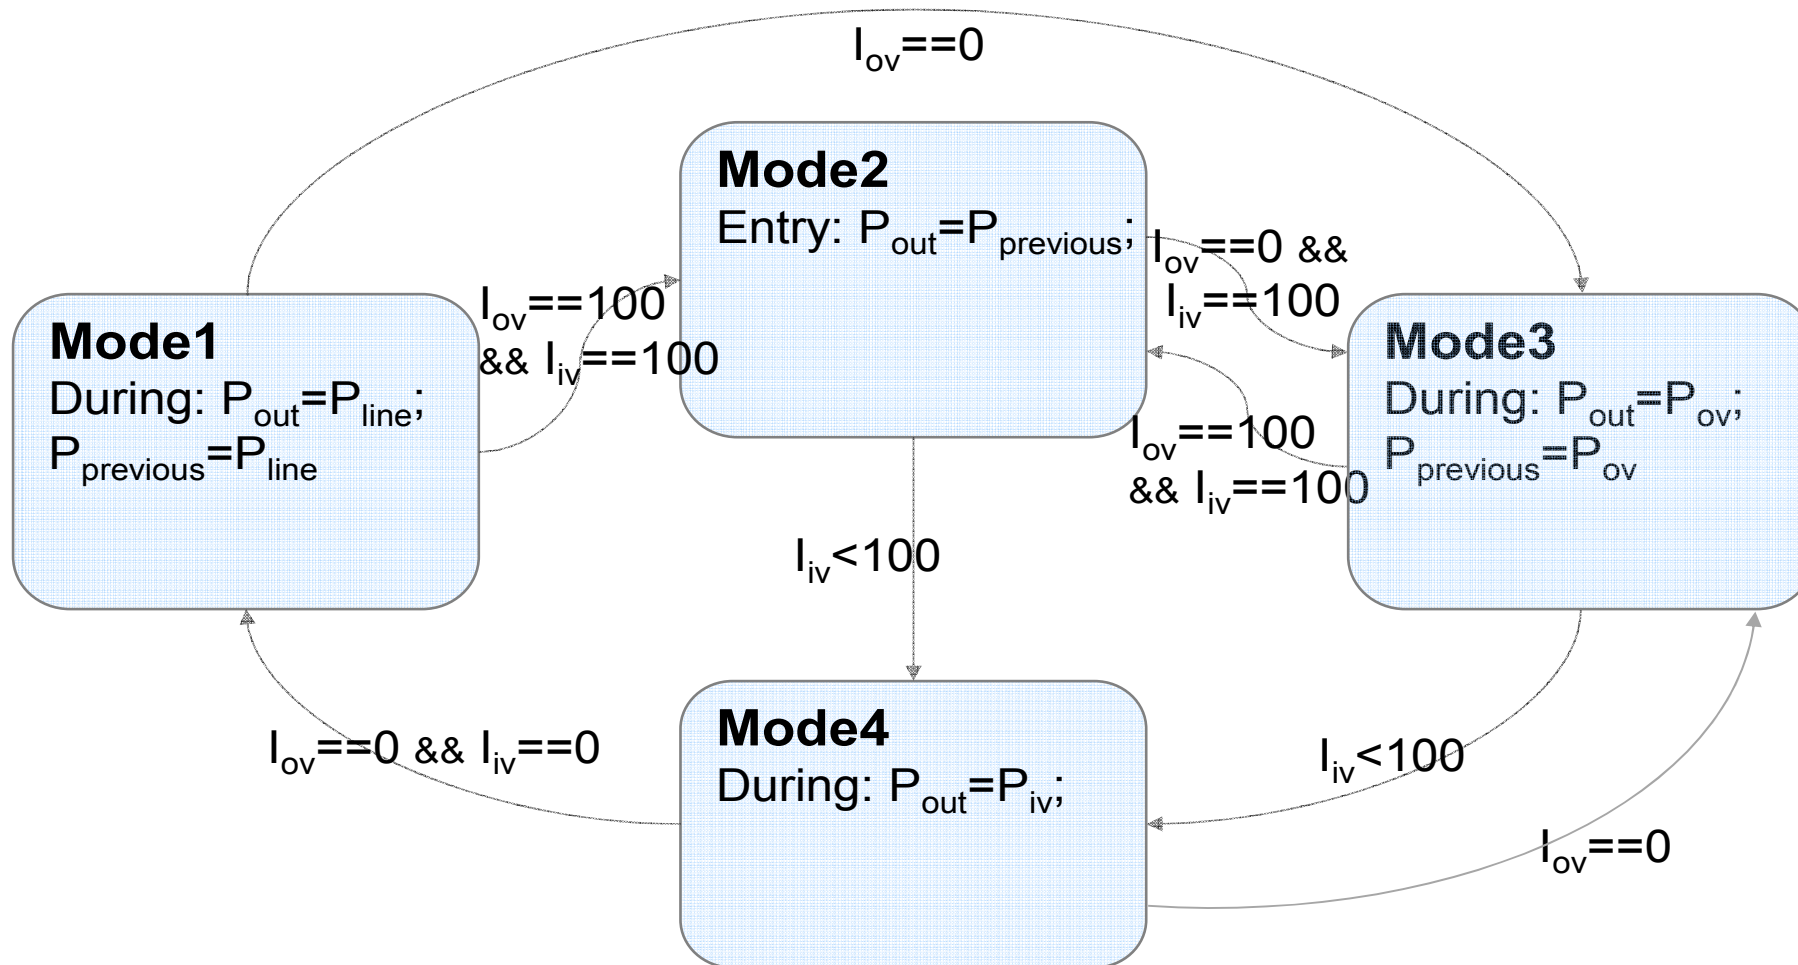 I_ov==0
Mode2
Entry: P_out=P_previous;
I_ov==0 &&
I_iv==100
I_ov==100
&& I_iv==100
Mode1
During: P_out=P_line;
P_previous=P_line
Mode3
During: P_out=P_ov;
P_previous=P_ov
I_ov==100
&& I_iv==100
I_iv<100
Mode4
During: P_out=P_iv;
I_ov==0 && I_iv==0
I_iv<100
I_ov==0